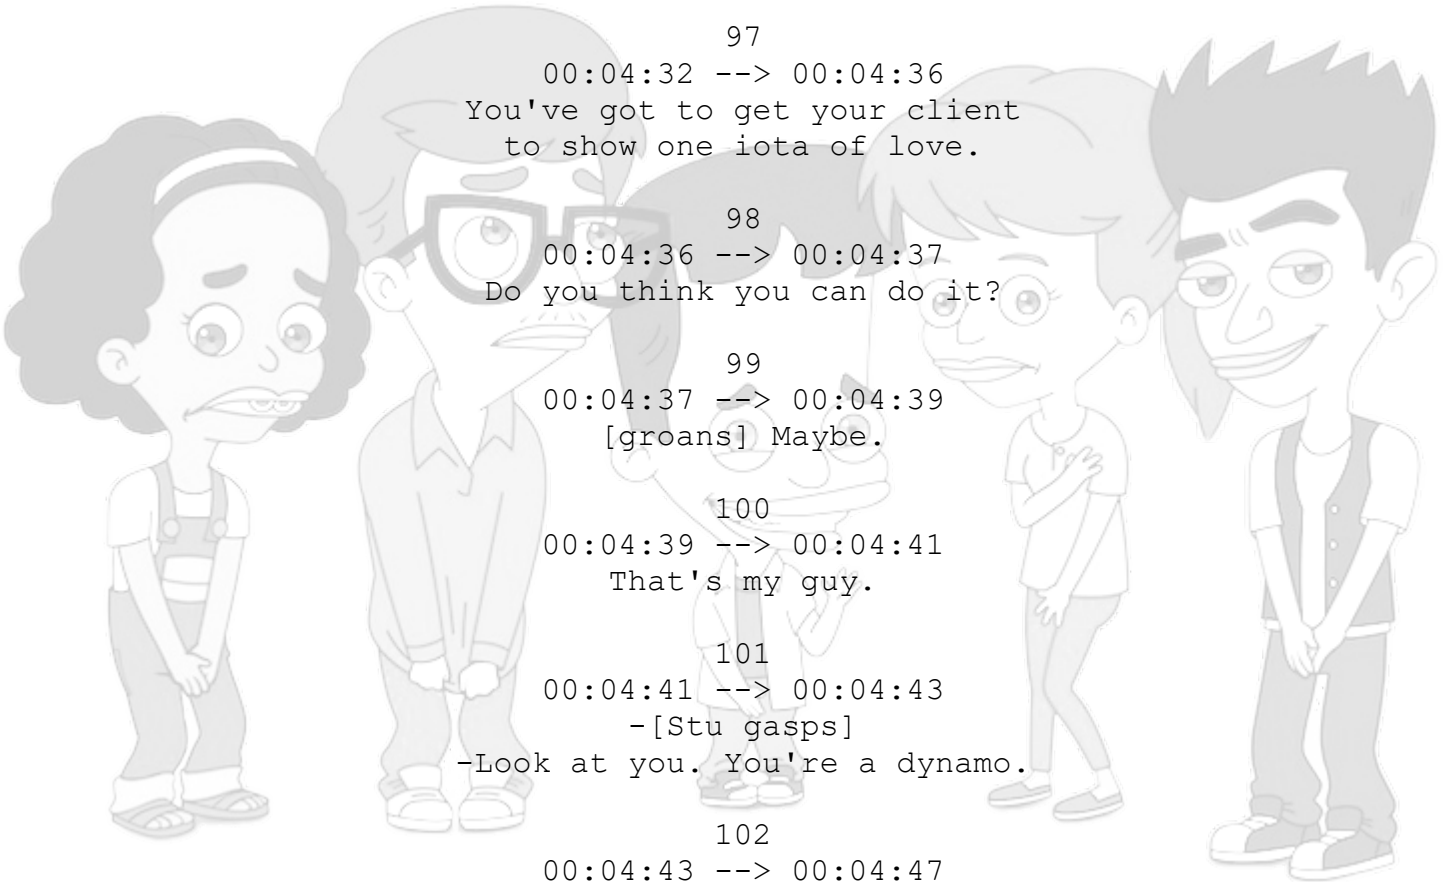 97
00:04:32 --> 00:04:36
You've got to get your client
to show one iota of love.
98
00:04:36 --> 00:04:37
Do you think you can do it?
99
00:04:37 --> 00:04:39
[groans] Maybe.
100
00:04:39 --> 00:04:41
That's my guy.
101
00:04:41 --> 00:04:43
-[Stu gasps]
-Look at you. You're a dynamo.
102
00:04:43 --> 00:04:47